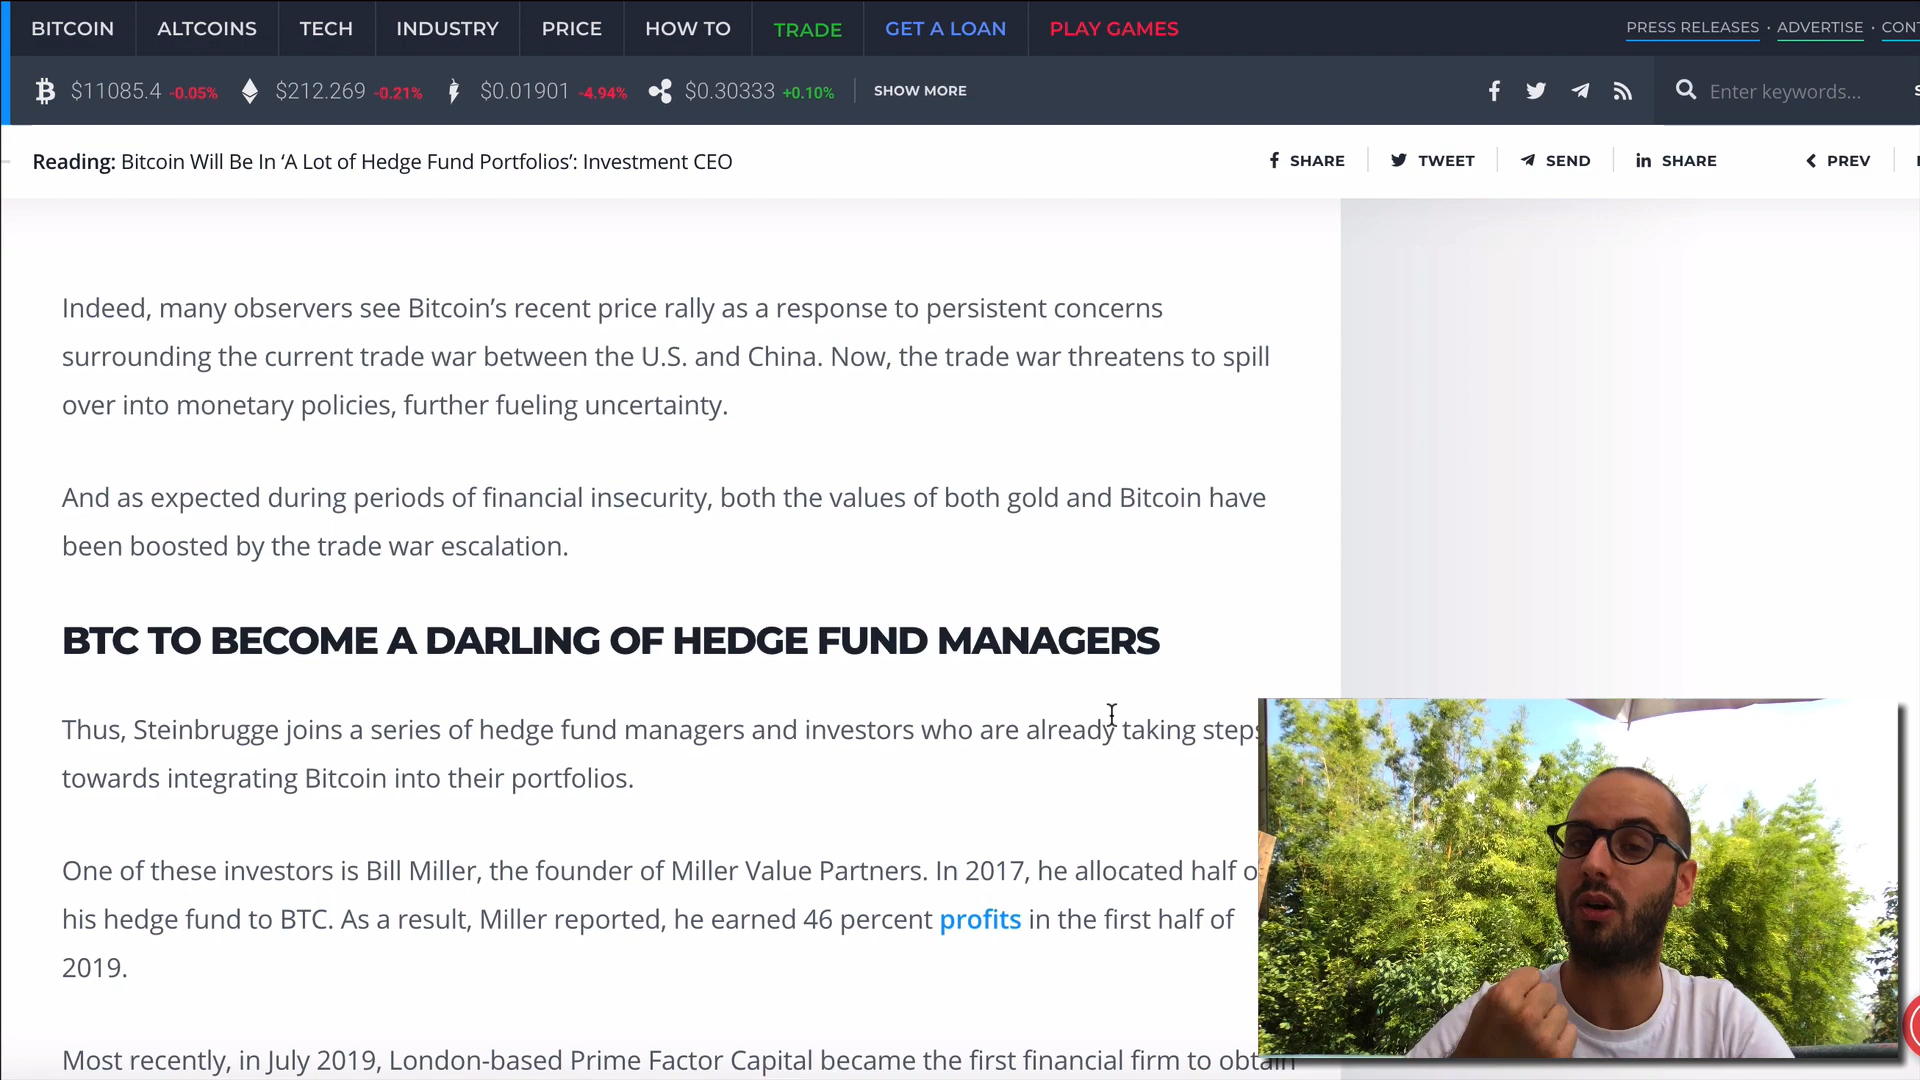 BITCOIN ALTCOINS TECH INDUSTRY PRICE HOW TO TRADE GET A LOAN PLAY GAMES PRESS RELEASES · ADVERTISE · CONT
$11085.4 -0.05% $212.269 -0.21% $0.01901 -4.94% $0.30333 +0.10% SHOW MORE Enter keywords... S
Reading: Bitcoin Will Be In ‘A Lot of Hedge Fund Portfolios’: Investment CEO SHARE TWEET SEND SHARE PREV
Indeed, many observers see Bitcoin’s recent price rally as a response to persistent concerns
surrounding the current trade war between the U.S. and China. Now, the trade war threatens to spill
over into monetary policies, further fueling uncertainty.
And as expected during periods of financial insecurity, both the values of both gold and Bitcoin have
been boosted by the trade war escalation.
BTC TO BECOME A DARLING OF HEDGE FUND MANAGERS
Thus, Steinbrugge joins a series of hedge fund managers and investors who are already taking steps
towards integrating Bitcoin into their portfolios.
One of these investors is Bill Miller, the founder of Miller Value Partners. In 2017, he allocated half o
his hedge fund to BTC. As a result, Miller reported, he earned 46 percent profits in the first half of
2019.
Most recently, in July 2019, London-based Prime Factor Capital became the first financial firm to obtain